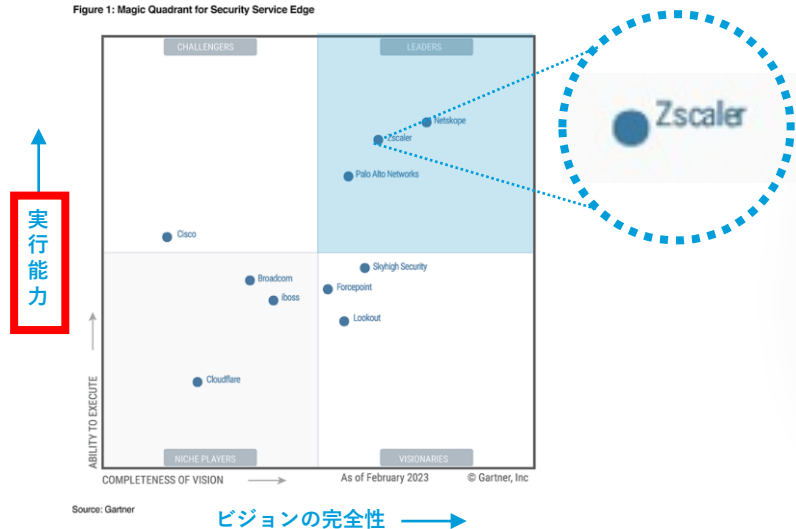 Figure 1: Magic Quadrant for Security Service Edge
CHALLENGERS
LEADERS
Netskope
Zscaler
Zscaler
Palo Alto Networks
実行能力
Cisco
Skyhigh Security
Broadcom
Forcepoint
iboss
Lookout
Cloudflare
ABILITY TO EXECUTE
NICHE PLAYERS
VISIONARIES
COMPLETENESS OF VISION
As of February 2023
© Gartner, Inc
Source: Gartner
ビジョンの完全性